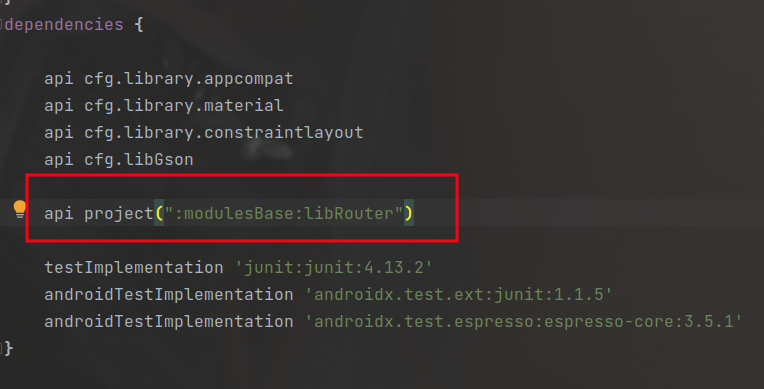 }
dependencies {
api cfg.library.appcompat
api cfg.library.material
api cfg.library.constraintlayout
api cfg.libGson
api project(":modulesBase:libRouter")
testImplementation 'junit:junit:4.13.2'
androidTestImplementation 'androidx.test.ext:junit:1.1.5'
androidTestImplementation 'androidx.test.espresso:espresso-core:3.5.1'
}